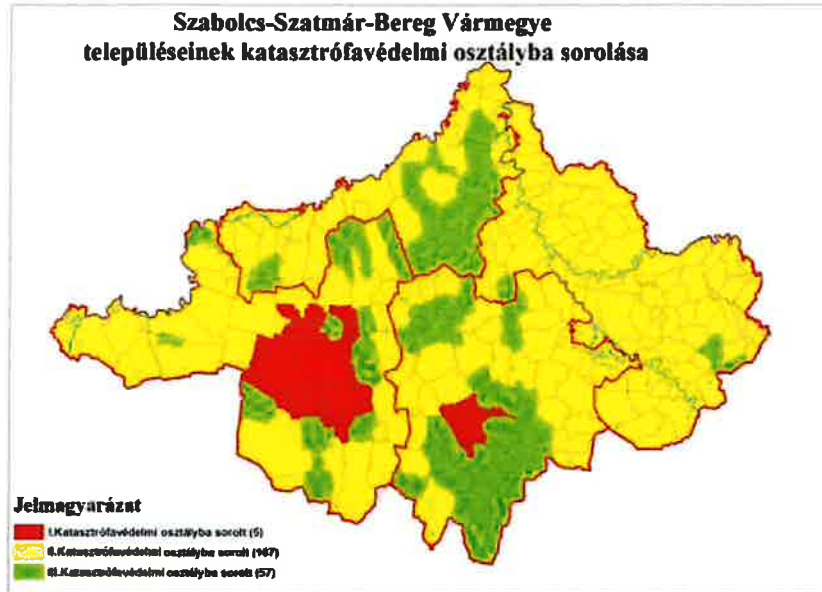 Szabolcs-Szatmár-Bereg Vármegye
településeinek katasztrófavédelmi osztályba sorolása
Jelmagyarázat
I.Katasztrófavédelmi osztályba sorolt (5)
II.Katasztrófavédelmi osztályba sorolt (167)
III.Katasztrófavédelmi osztályba sorolt (57)